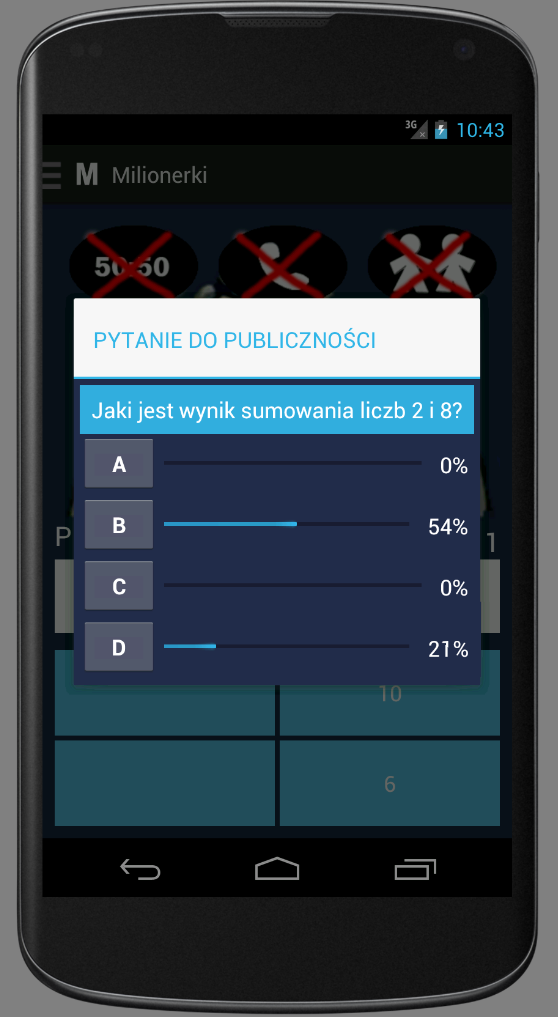 3G 10:43
M Milionerki
50:50
PYTANIE DO PUBLICZNOŚCI
Jaki jest wynik sumowania liczb 2 i 8?
A 0%
B 54%
C 0%
D 21%
P 1
10
6